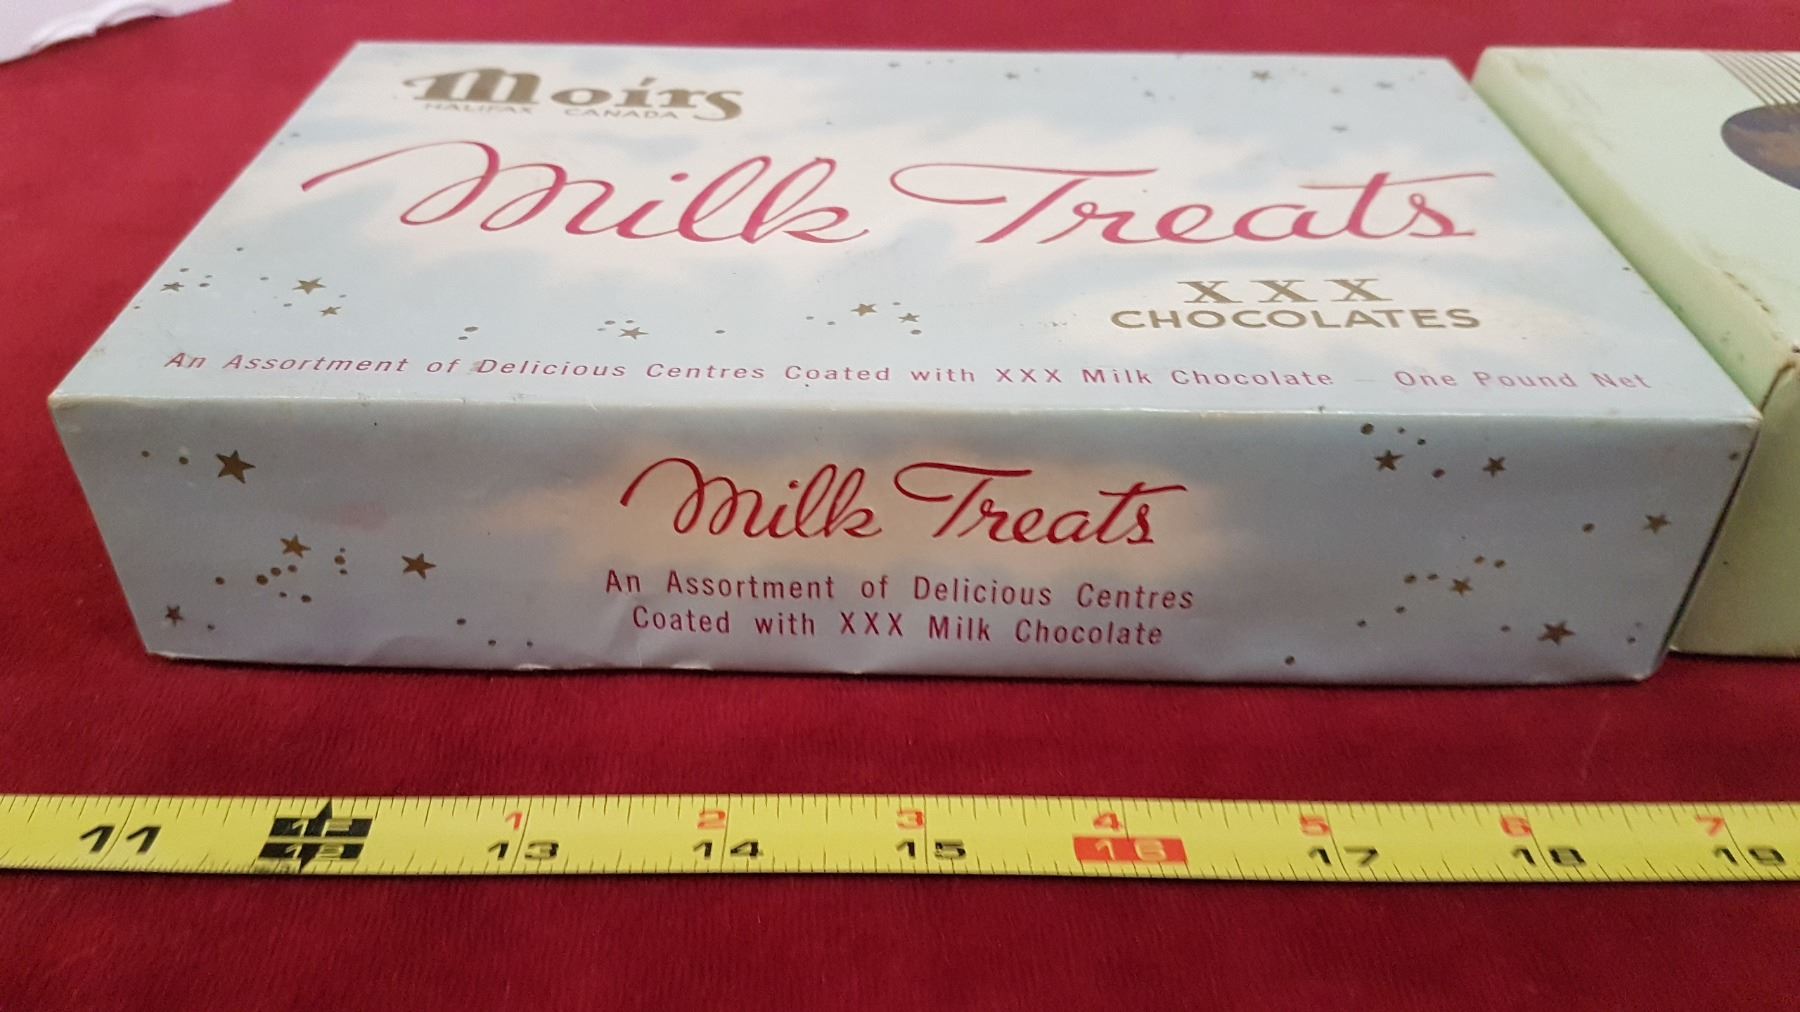 Moirs
HALIFAX CANADA
Milk Treats
XXX
CHOCOLATES
An Assortment of Delicious Centres Coated with XXX Milk Chocolate – One Pound Net
Milk Treats
An Assortment of Delicious Centres
Coated with XXX Milk Chocolate
1 2 3 4 5 6 7
11 12 13 14 15 16 17 18 19